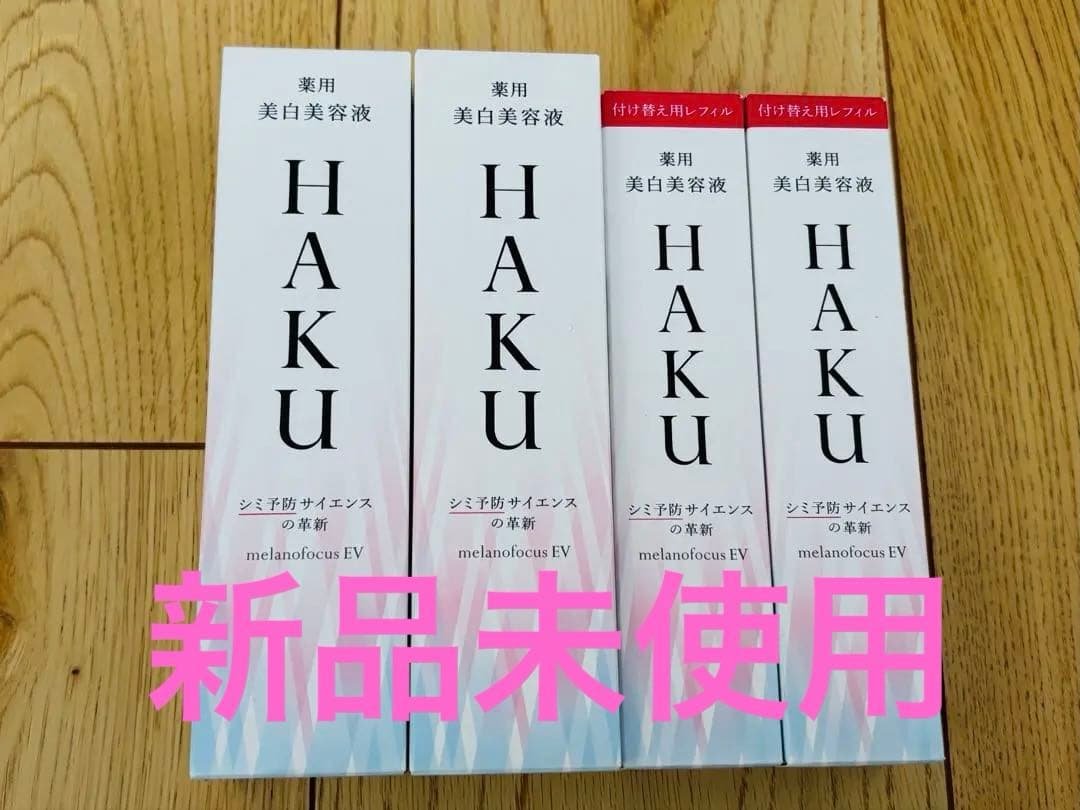 薬用
美白美容液
HAKU
シミ予防サイエンス
の革新
melanofocus EV
薬用
美白美容液
HAKU
シミ予防サイエンス
の革新
melanofocus EV
付け替え用レフィル
薬用
美白美容液
HAKU
シミ予防サイエンス
の革新
melanofocus EV
付け替え用レフィル
薬用
美白美容液
HAKU
シミ予防サイエンス
の革新
melanofocus EV
新品未使用